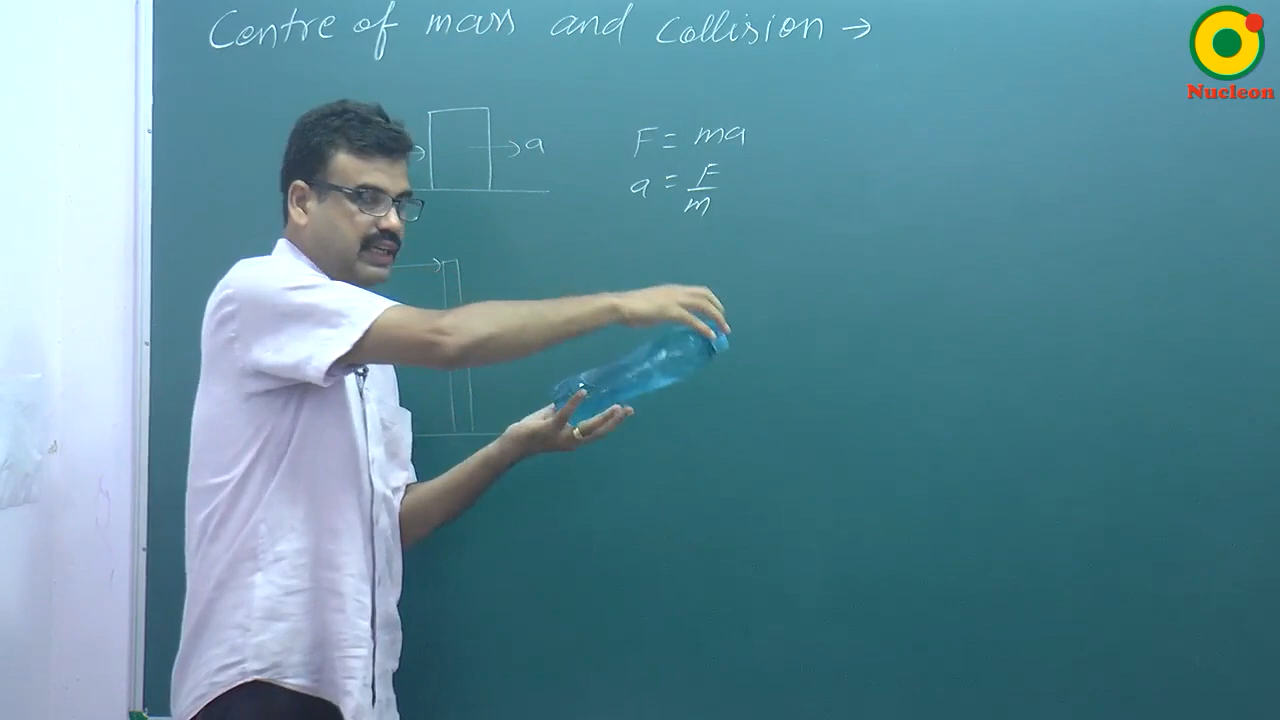 Centre of mass and collision →
→ a
F = ma
a = F/m
Nucleon